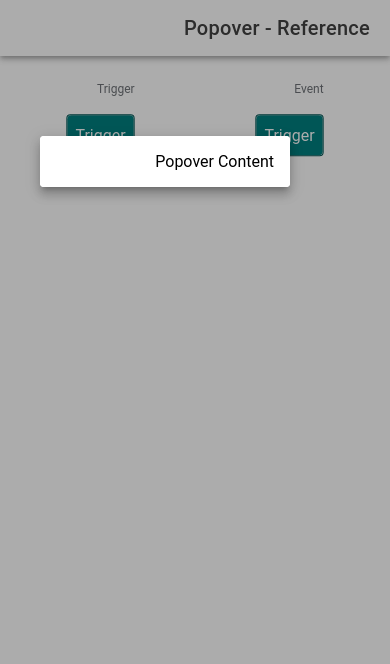 Popover - Reference
Trigger
Event
Trigger
Trigger
Popover Content